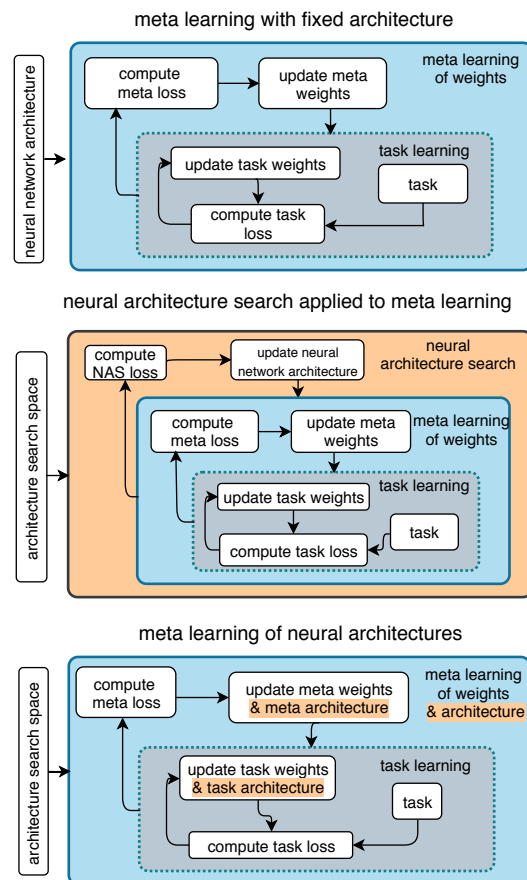 meta learning with fixed architecture
neural network architecture
meta learning
of weights
compute
meta loss
update meta
weights
task learning
update task weights
task
compute task
loss
neural architecture search applied to meta learning
architecture search space
neural
architecture search
compute
NAS loss
update neural
network architecture
meta learning
of weights
compute
meta loss
update meta
weights
task learning
update task weights
task
compute task loss
meta learning of neural architectures
architecture search space
meta learning
of weights
& architecture
compute
meta loss
update meta weights
& meta architecture
task learning
update task weights
& task architecture
task
compute task loss